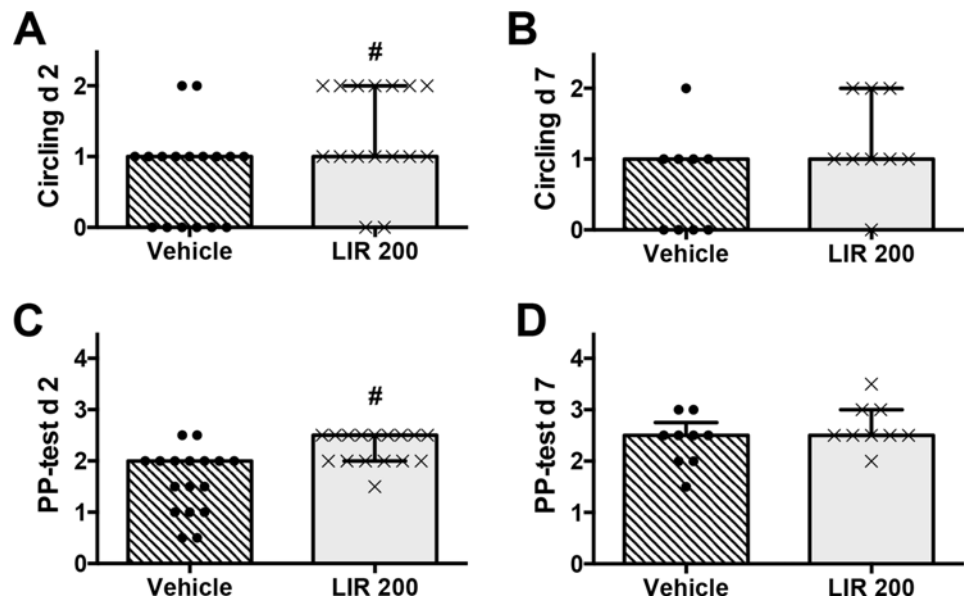 A
Circling d 2
2
1
0
#
Vehicle
LIR 200
B
Circling d 7
2
1
0
Vehicle
LIR 200
C
PP-test d 2
4
3
2
1
0
#
Vehicle
LIR 200
D
PP-test d 7
4
3
2
1
0
Vehicle
LIR 200